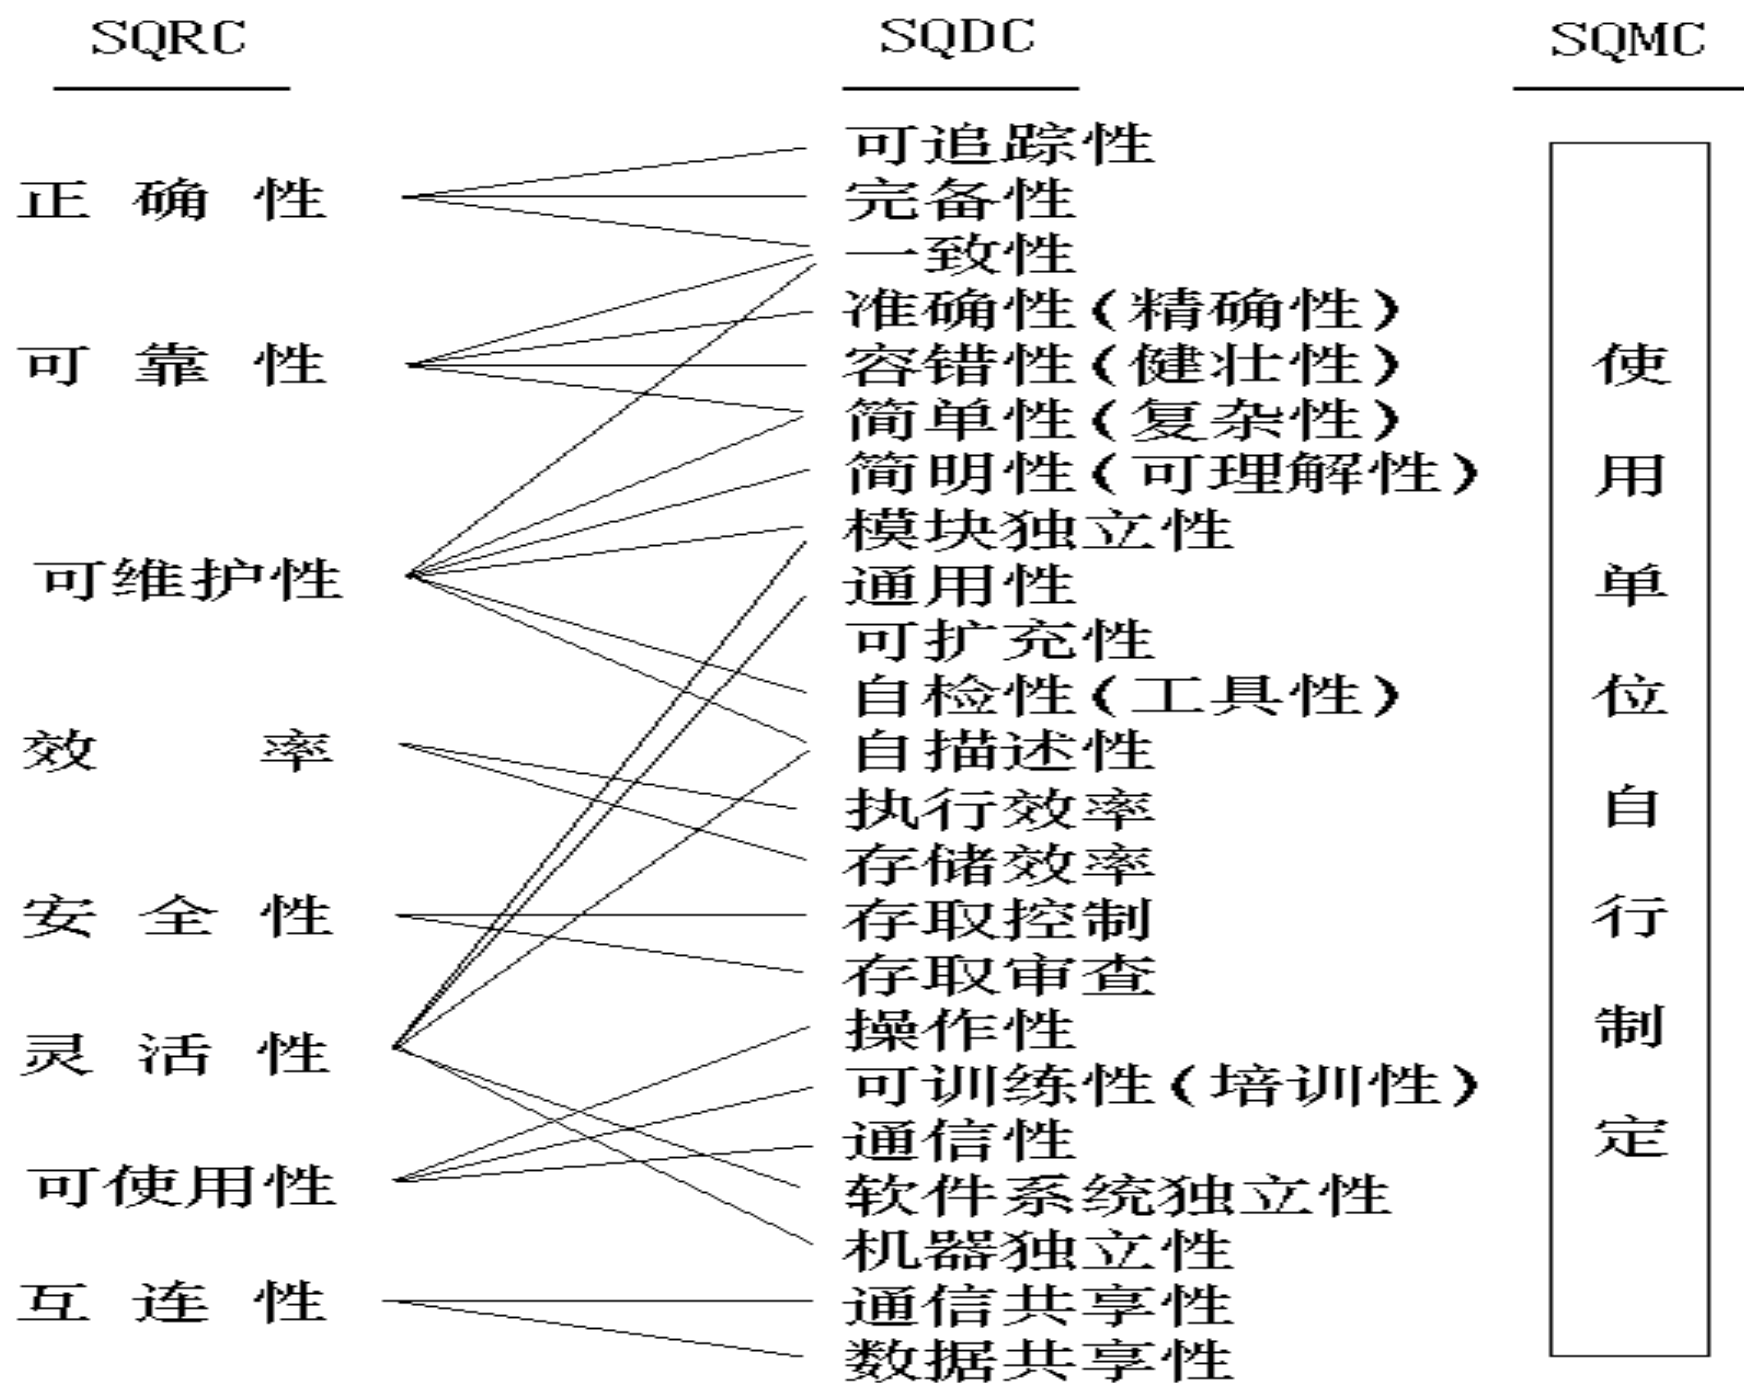 SQRC
SQDC
SQMC
正确性
可靠性
可维护性
效率
安全性
灵活性
可使用性
互连性
可追踪性
完备性
一致性
准确性(精确性)
容错性(健壮性)
简单性(复杂性)
简明性(可理解性)
模块独立性
通用性
可扩充性
自检性(工具性)
自描述性
执行效率
存储效率
存取控制
存取审查
操作性
可训练性(培训性)
通信性
软件系统独立性
机器独立性
通信共享性
数据共享性
使用单位自行制定